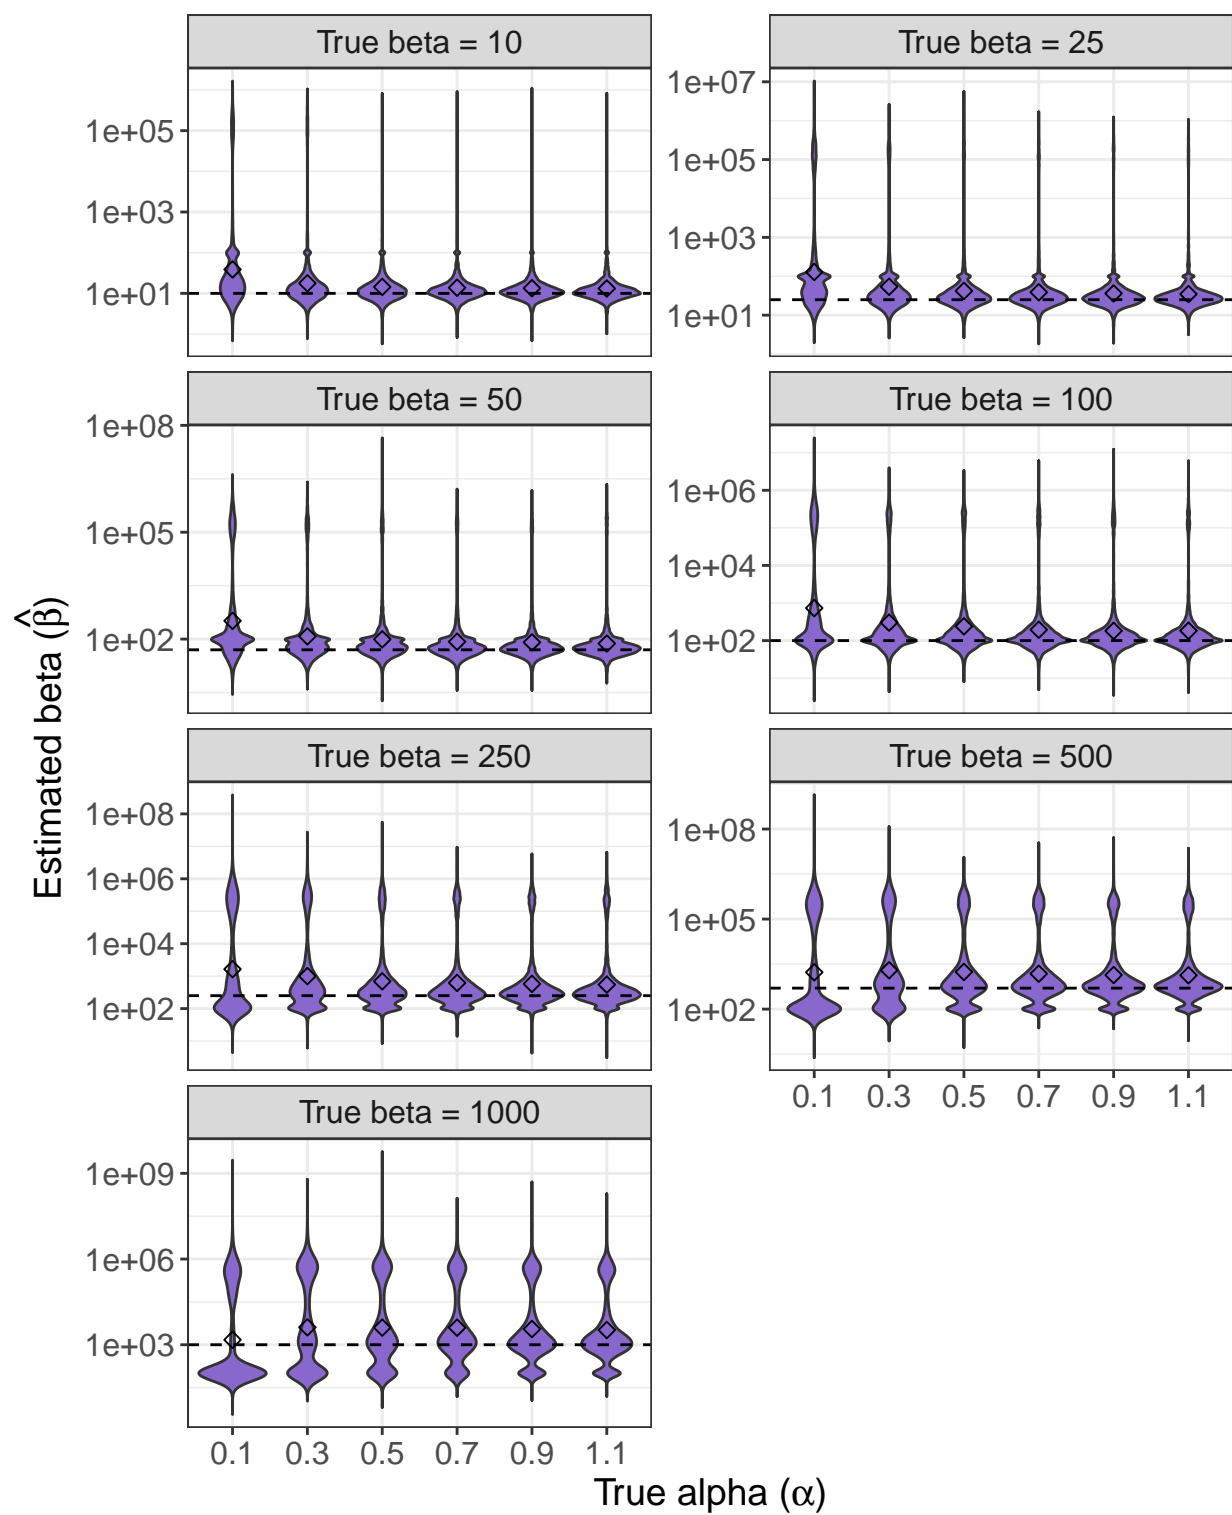 True beta = 10
True beta = 25
1e+05
1e+03
1e+01
1e+07
1e+05
1e+03
1e+01
True beta = 50
True beta = 100
1e+08
1e+05
1e+02
1e+06
1e+04
1e+02
True beta = 250
True beta = 500
1e+08
1e+06
1e+04
1e+02
1e+08
1e+05
1e+02
0.1 0.3 0.5 0.7 0.9 1.1
True beta = 1000
1e+09
1e+06
1e+03
0.1 0.3 0.5 0.7 0.9 1.1
Estimated beta (β̂)
True alpha (α)